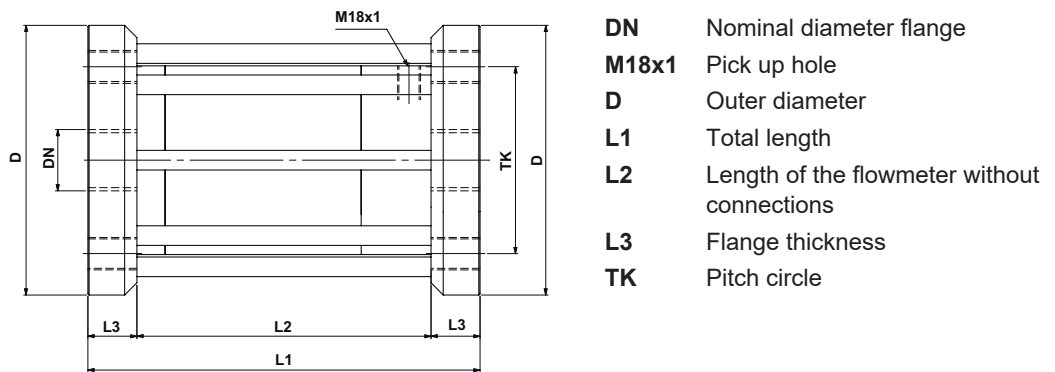 M18x1
D
DN
TK
D
L3
L2
L3
L1
DN Nominal diameter flange
M18x1 Pick up hole
D Outer diameter
L1 Total length
L2 Length of the flowmeter without
connections
L3 Flange thickness
TK Pitch circle